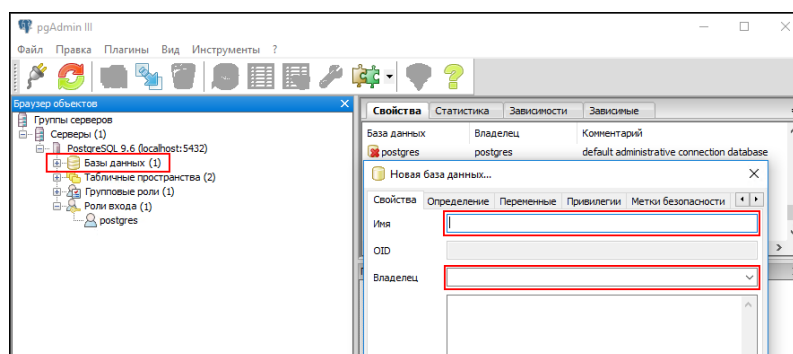 pgAdmin III
Файл Правка Плагины Вид Инструменты ?
Браузер объектов
Группы серверов
Серверы (1)
PostgreSQL 9.6 (localhost:5432)
Базы данных (1)
Табличные пространства (2)
Групповые роли (1)
Роли входа (1)
postgres
Свойства Статистика Зависимости Зависимые
База данных Владелец Комментарий
postgres postgres default administrative connection database
Новая база данных...
Свойства Определение Переменные Привилегии Метки безопасности
Имя
OID
Владелец